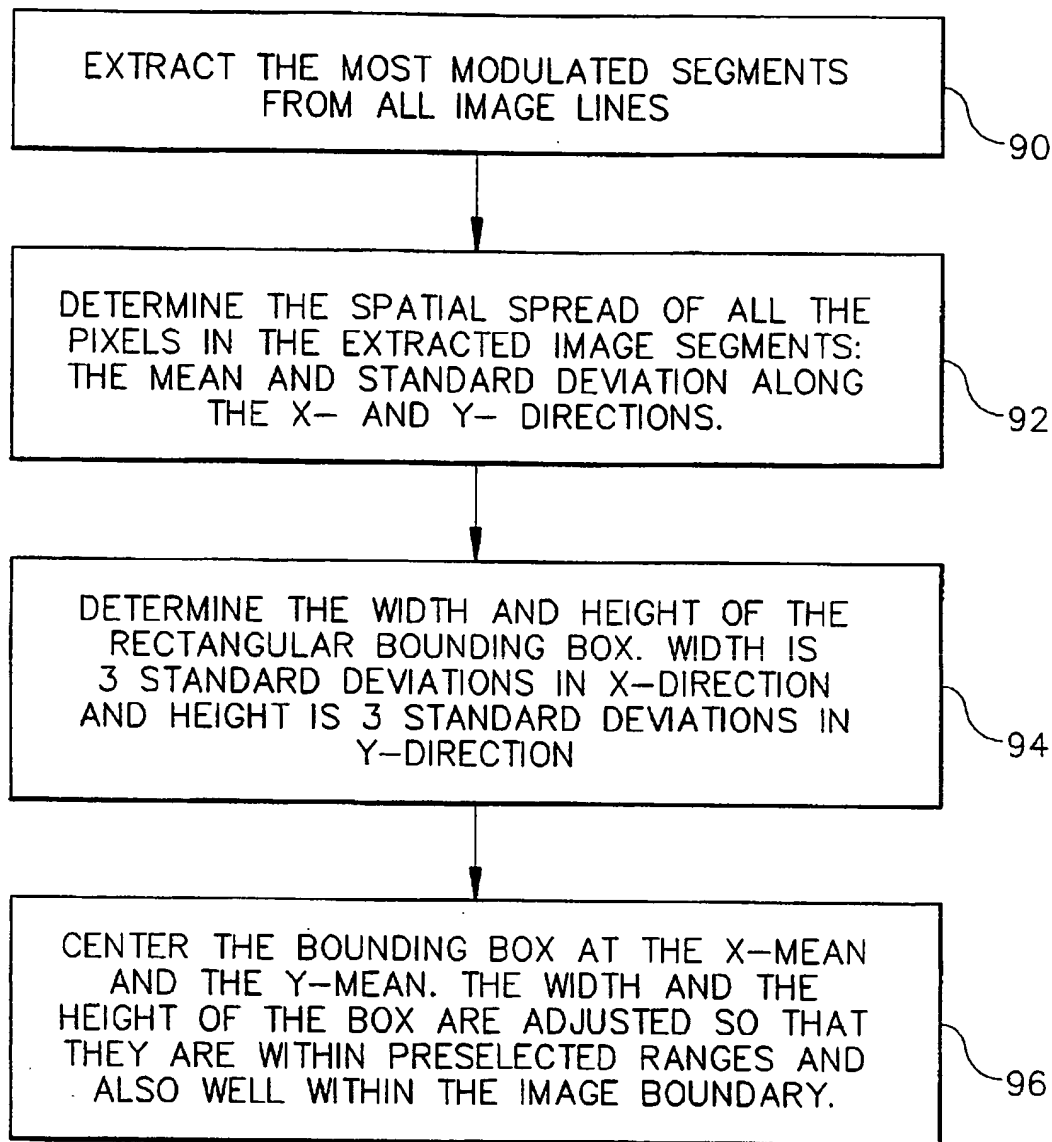 EXTRACT THE MOST MODULATED SEGMENTS
FROM ALL IMAGE LINES
90
DETERMINE THE SPATIAL SPREAD OF ALL THE
PIXELS IN THE EXTRACTED IMAGE SEGMENTS:
THE MEAN AND STANDARD DEVIATION ALONG
THE X- AND Y- DIRECTIONS.
92
DETERMINE THE WIDTH AND HEIGHT OF THE
RECTANGULAR BOUNDING BOX. WIDTH IS
3 STANDARD DEVIATIONS IN X-DIRECTION
AND HEIGHT IS 3 STANDARD DEVIATIONS IN
Y-DIRECTION
94
CENTER THE BOUNDING BOX AT THE X-MEAN
AND THE Y-MEAN. THE WIDTH AND THE
HEIGHT OF THE BOX ARE ADJUSTED SO THAT
THEY ARE WITHIN PRESELECTED RANGES AND
ALSO WELL WITHIN THE IMAGE BOUNDARY.
96